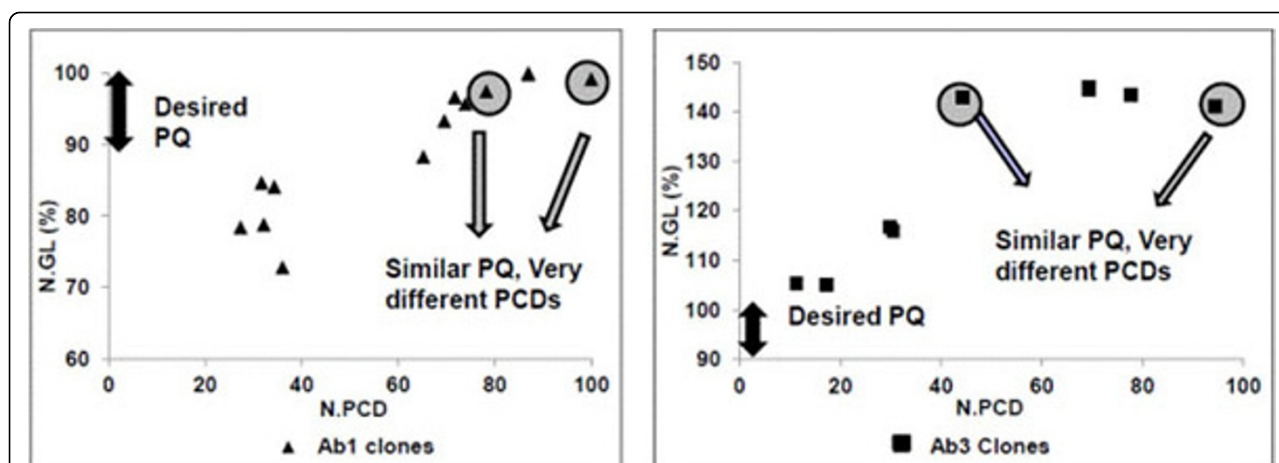 100
90
80
70
60
N.GL (%)
Desired
PQ
Similar PQ, Very
different PCDs
0 20 40 60 80 100
N.PCD
Ab1 clones
150
140
130
120
110
100
90
N.GL (%)
Similar PQ, Very
different PCDs
Desired PQ
0 20 40 60 80 100
N.PCD
Ab3 Clones